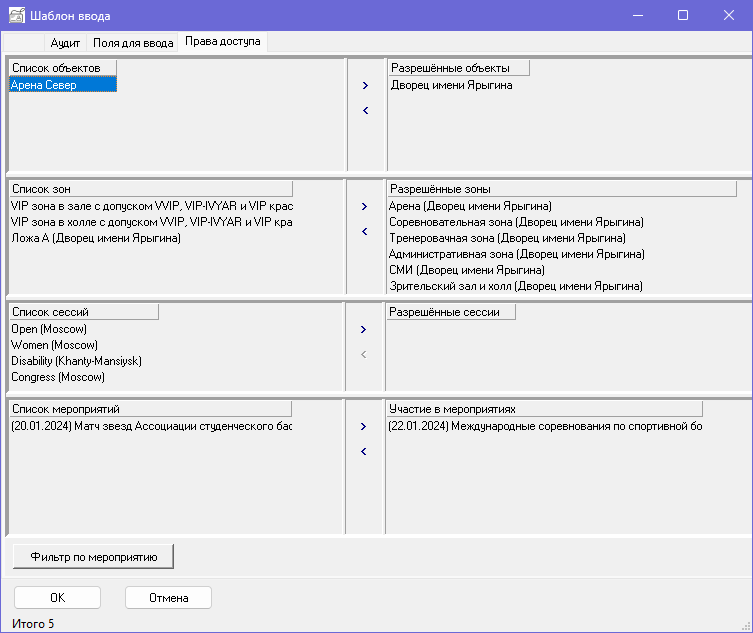 Шаблон ввода
Аудит Поля для ввода Права доступа
Список объектов
Арена Север
Разрешённые объекты
Дворец имени Ярыгина
Список зон
VIP зона в зале с допуском VVIP, VIP-IVYAR и VIP крас
VIP зона в холле с допуском VVIP, VIP-IVYAR и VIP кра
Ложа А (Дворец имени Ярыгина)
Разрешённые зоны
Арена (Дворец имени Ярыгина)
Соревновательная зона (Дворец имени Ярыгина)
Тренеровачная зона (Дворец имени Ярыгина)
Административная зона (Дворец имени Ярыгина)
СМИ (Дворец имени Ярыгина)
Зрительский зал и холл (Дворец имени Ярыгина)
Список сессий
Open (Moscow)
Women (Moscow)
Disability (Khanty-Mansiysk)
Congress (Moscow)
Разрешённые сессии
Список мероприятий
(20.01.2024) Матч звезд Ассоциации студенческого бас
Участие в мероприятиях
(22.01.2024) Международные соревнования по спортивной бо
Фильтр по мероприятию
OK Отмена
Итого 5